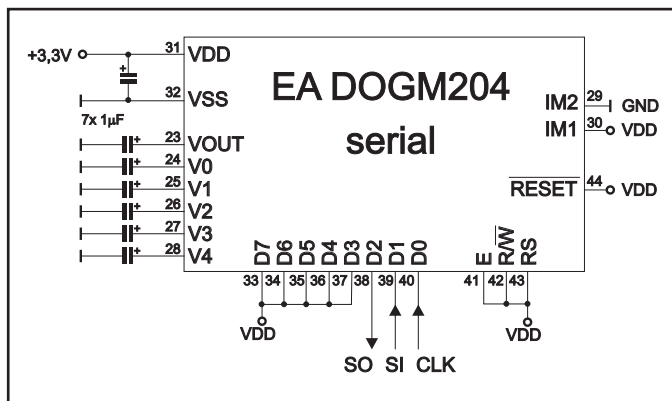 +3,3V
31 VDD
32 VSS
7x 1µF
23 VOUT
24 V0
25 V1
26 V2
27 V3
28 V4
EA DOGM204
serial
IM2 29 GND
IM1 30 VDD
RESET 44 VDD
D7 D6 D5 D4 D3 D2 D1 D0 E R/W RS
33 34 35 36 37 38 39 40 41 42 43
VDD VDD
SO SI CLK